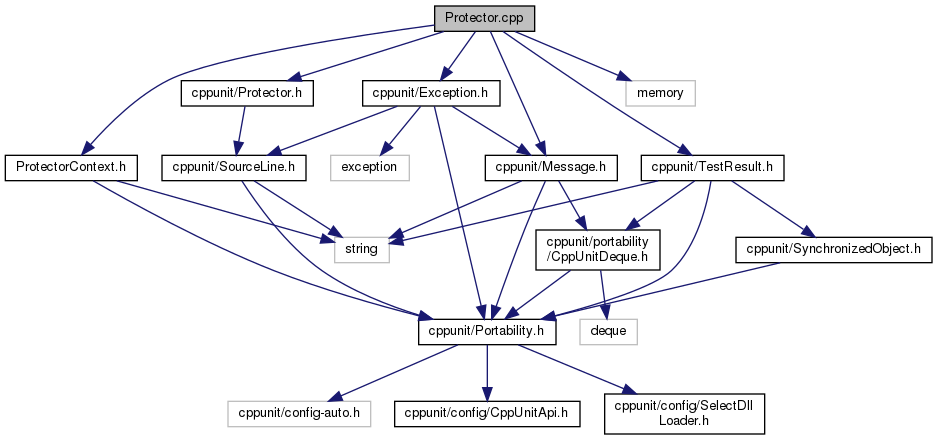 Protector.cpp
cppunit/Protector.h
cppunit/Exception.h
memory
ProtectorContext.h
cppunit/SourceLine.h
exception
cppunit/Message.h
cppunit/TestResult.h
string
cppunit/portability
/CppUnitDeque.h
cppunit/SynchronizedObject.h
cppunit/Portability.h
deque
cppunit/config-auto.h
cppunit/config/CppUnitApi.h
cppunit/config/SelectDll
Loader.h